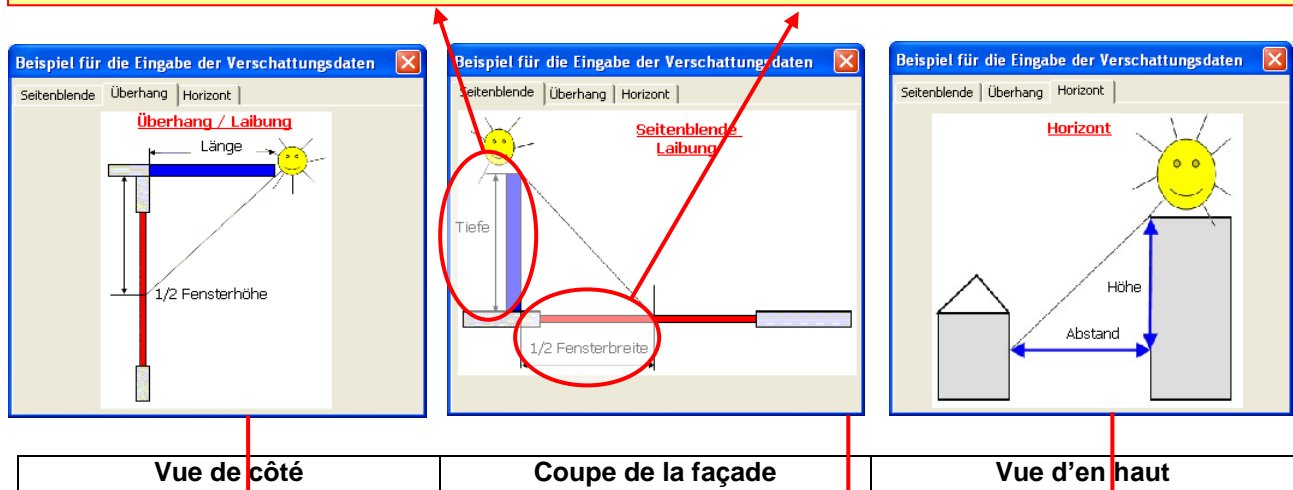 Beispiel für die Eingabe der Verschattungsdaten
Seitenblende Überhang Horizont
Überhang / Laibung
Länge
1/2 Fensterhöhe
Beispiel für die Eingabe der Verschattungsdaten
Seitenblende Überhang Horizont
Seitenblende
Laibung
Tiefe
1/2 Fensterbreite
Beispiel für die Eingabe der Verschattungsdaten
Seitenblende Überhang Horizont
Horizont
Höhe
Abstand
Vue de côté Coupe de la façade Vue d’en haut